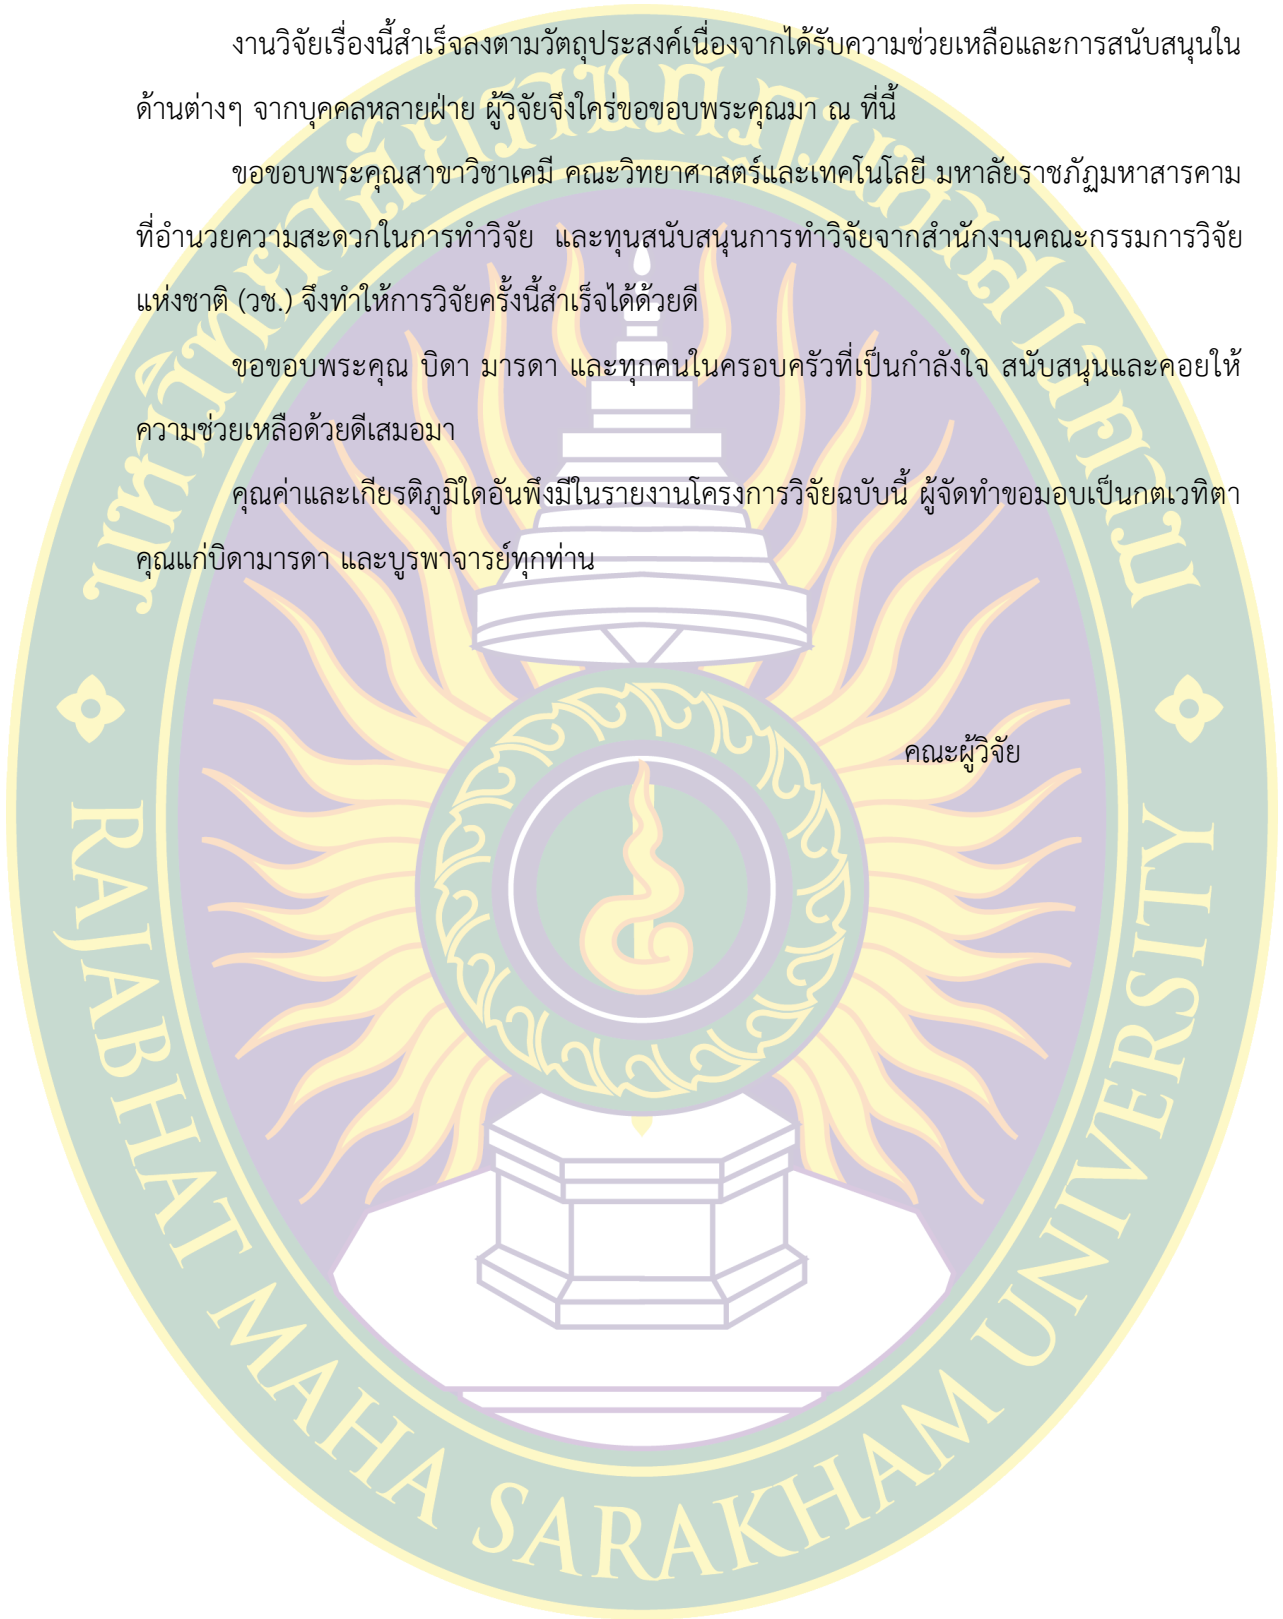 งานวิจัยเรื่องนี้สำเร็จลงตามวัตถุประสงค์เนื่องจากได้รับความช่วยเหลือและการสนับสนุนใน
ด้านต่างๆ จากบุคคลหลายฝ่าย ผู้วิจัยจึงใคร่ขอขอบพระคุณมา ณ ที่นี้
ขอขอบพระคุณสาขาวิชาเคมี คณะวิทยาศาสตร์และเทคโนโลยี มหาลัยราชภัฏมหาสารคาม
ที่อำนวยความสะดวกในการทำวิจัย และทุนสนับสนุนการทำวิจัยจากสำนักงานคณะกรรมการวิจัย
แห่งชาติ (วช.) จึงทำให้การวิจัยครั้งนี้สำเร็จได้ด้วยดี
ขอขอบพระคุณ บิดา มารดา และทุกคนในครอบครัวที่เป็นกำลังใจ สนับสนุนและคอยให้
ความช่วยเหลือด้วยดีเสมอมา
คุณค่าและเกียรติภูมิใดอันพึงมีในรายงานโครงการวิจัยฉบับนี้ ผู้จัดทำขอมอบเป็นกตเวทิตา
คุณแก่บิดามารดา และบูรพาจารย์ทุกท่าน
คณะผู้วิจัย
มหาวิทยาลัยราชภัฏมหาสารคาม
RAJABHAT MAHA SARAKHAM UNIVERSITY